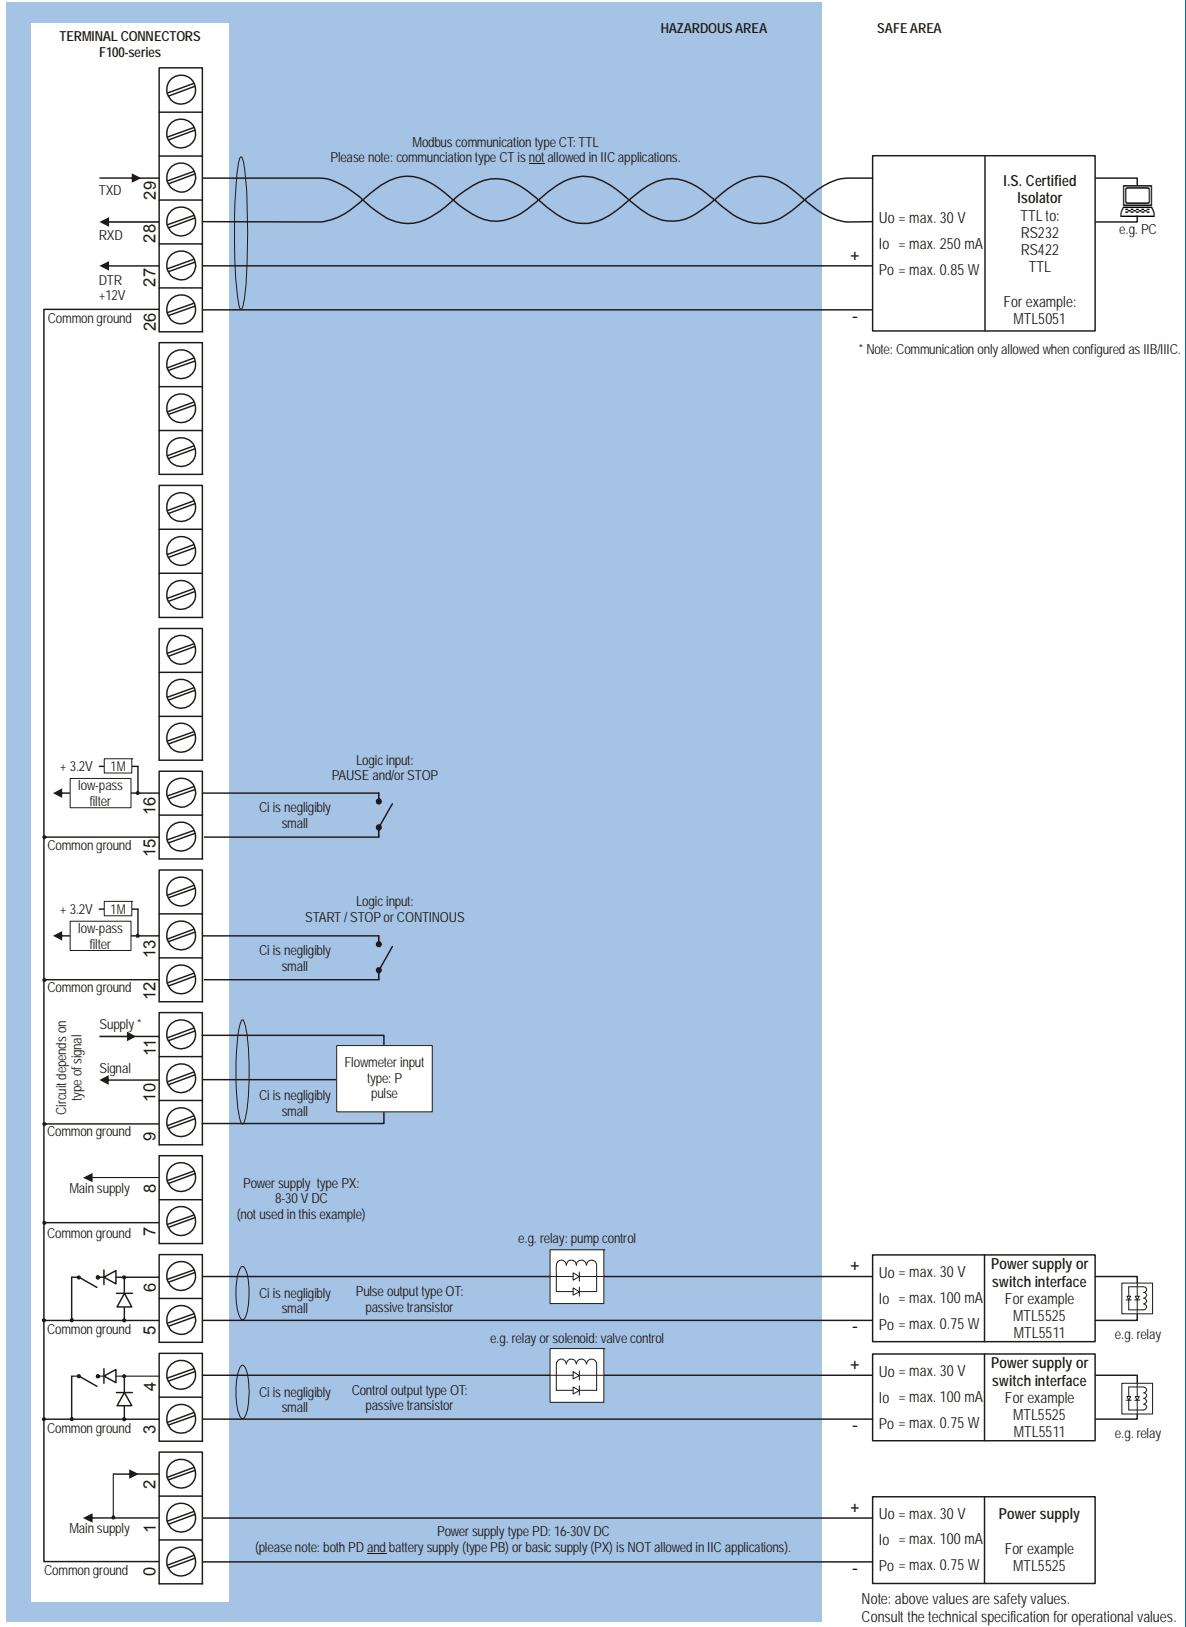 TERMINAL CONNECTORS
F100-series
HAZARDOUS AREA
SAFE AREA
Modbus communication type CT: TTL
Please note: communciation type CT is not allowed in IIC applications.
TXD
29
RXD
28
DTR
+12V
27
Common ground
26
+
-
Uo = max. 30 V
Io = max. 250 mA
Po = max. 0.85 W
I.S. Certified
Isolator
TTL to:
RS232
RS422
TTL
For example:
MTL5051
e.g. PC
* Note: Communication only allowed when configured as IIB/IIIC.
+ 3.2V
1M
low-pass
filter
16
Common ground
15
Logic input:
PAUSE and/or STOP
Ci is negligibly
small
+ 3.2V
1M
low-pass
filter
13
Common ground
12
Logic input:
START / STOP or CONTINOUS
Ci is negligibly
small
Circuit depends on
type of signal
Supply *
11
Signal
10
Common ground
9
Ci is negligibly
small
Flowmeter input
type: P
pulse
Main supply
8
Common ground
7
Power supply type PX:
8-30 V DC
(not used in this example)
6
Common ground
5
Ci is negligibly
small
Pulse output type OT:
passive transistor
e.g. relay: pump control
+
-
Uo = max. 30 V
Io = max. 100 mA
Po = max. 0.75 W
Power supply or
switch interface
For example
MTL5525
MTL5511
e.g. relay
4
Common ground
3
Ci is negligibly
small
Control output type OT:
passive transistor
e.g. relay or solenoid: valve control
+
-
Uo = max. 30 V
Io = max. 100 mA
Po = max. 0.75 W
Power supply or
switch interface
For example
MTL5525
MTL5511
e.g. relay
2
Main supply
1
Common ground
0
Power supply type PD: 16-30V DC
(please note: both PD and battery supply (type PB) or basic supply (PX) is NOT allowed in IIC applications).
+
-
Uo = max. 30 V
Io = max. 100 mA
Po = max. 0.75 W
Power supply
For example
MTL5525
Note: above values are safety values.
Consult the technical specification for operational values.